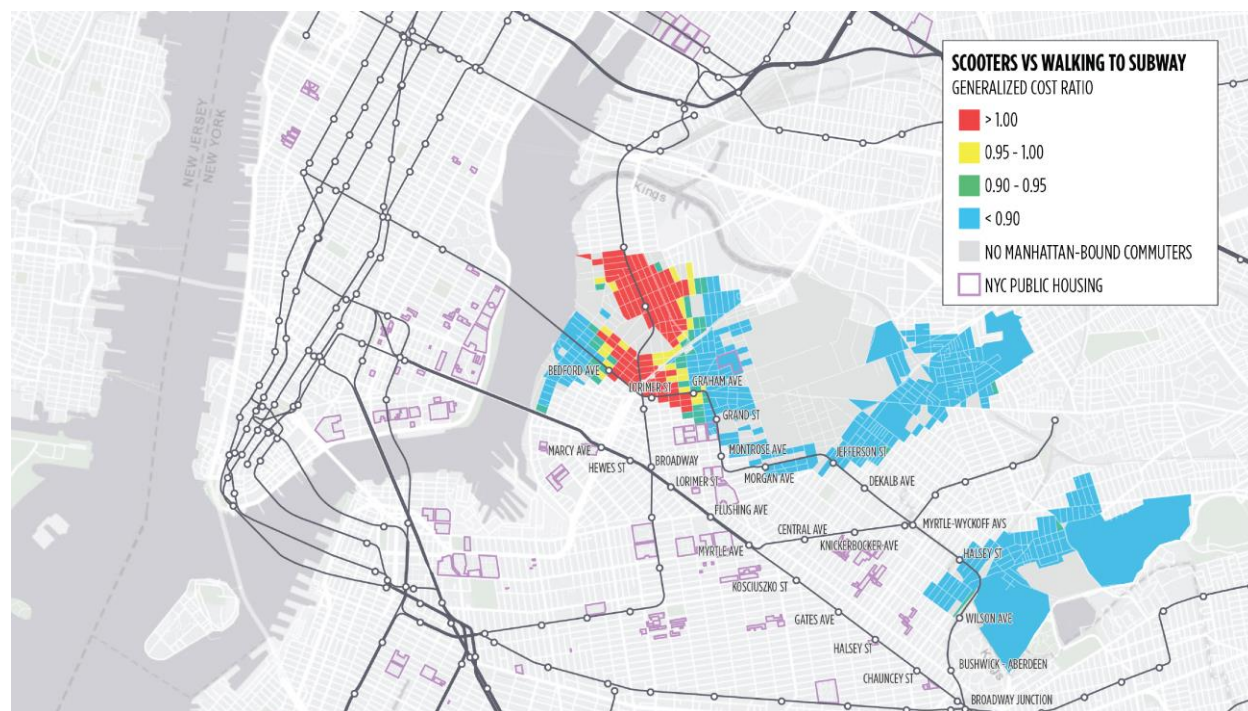 SCOOTERS VS WALKING TO SUBWAY
GENERALIZED COST RATIO
> 1.00
0.95 - 1.00
0.90 - 0.95
< 0.90
NO MANHATTAN-BOUND COMMUTERS
NYC PUBLIC HOUSING
NEW JERSEY
NEW YORK
Kings
BEDFORD AVE
LORIMER ST
GRAHAM AVE
GRAND ST
MARCY AVE
HEWES ST
BROADWAY
MONTROSE AVE
JEFFERSON ST
LORIMER ST
MORGAN AVE
DEKALB AVE
FLUSHING AVE
CENTRAL AVE
MYRTLE-WYCKOFF AVS
MYRTLE AVE
KNICKERBOCKER AVE
HALSEY ST
KOSCIUSZKO ST
GATES AVE
WILSON AVE
HALSEY ST
Kings
BUSHWICK - ABERDEEN
CHAUNCEY ST
BROADWAY JUNCTION